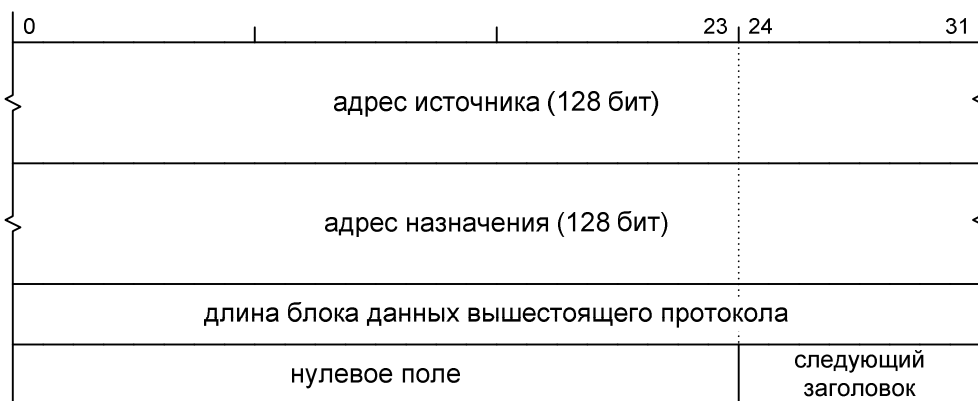 0 23 24 31
адрес источника (128 бит)
адрес назначения (128 бит)
длина блока данных вышестоящего протокола
нулевое поле
следующий
заголовок